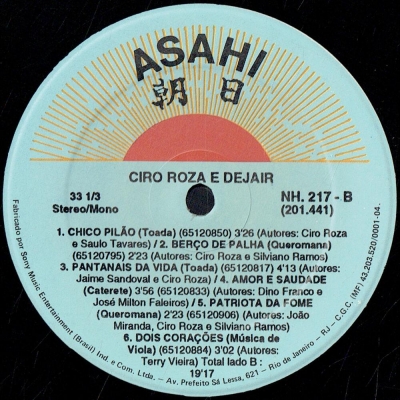 ASAHI
朝日
CIRO ROZA E DEJAIR
33 1/3
Stereo/Mono
NH. 217 - B
(201.441)
1. CHICO PILÃO (Toada) (65120850) 3'26 (Autores: Ciro Roza
e Saulo Tavares) / 2. BERÇO DE PALHA (Queromana)
(65120795) 2'23 (Autores: Ciro Roza e Silviano Ramos)
3. PANTANAIS DA VIDA (Toada) (65120817) 4'13 (Autores:
Jaime Sandoval e Ciro Roza) / 4. AMOR E SAUDADE
(Caterete) / 3'56 (65120833) (Autores: Dino Franco e
José Milton Faleiros) / 5. PATRIOTA DA FOME
(Queromana) 2'23 (65120906) (Autores: João
Miranda, Ciro Roza e Silviano Ramos)
6. DOIS CORAÇÕES (Música de
Viola) (65120884) 3'02 (Autores:
Terry Vieira) Total lado B :
19'17
Fabricado por Sony Music Entertainment (Brasil) Ind. e Com. Ltda. — Av. Prefeito Sá Lessa, 621 - Rio de Janeiro — RJ — C.G.C. (MF) 43.203.520/0001-04.